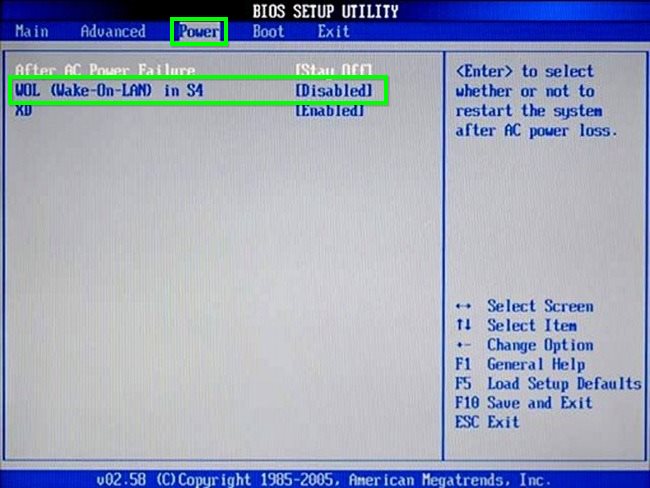 BIOS SETUP UTILITY
Main Advanced Power Boot Exit
After AC Power Failure [Stay Off]
WOL (Wake-On-LAN) in S4 [Disabled]
XD [Enabled]
<Enter> to select
whether or not to
restart the system
after AC power loss.
↔ Select Screen
↑↓ Select Item
+- Change Option
F1 General Help
F5 Load Setup Defaults
F10 Save and Exit
ESC Exit
v02.58 (C)Copyright 1985-2005, American Megatrends, Inc.